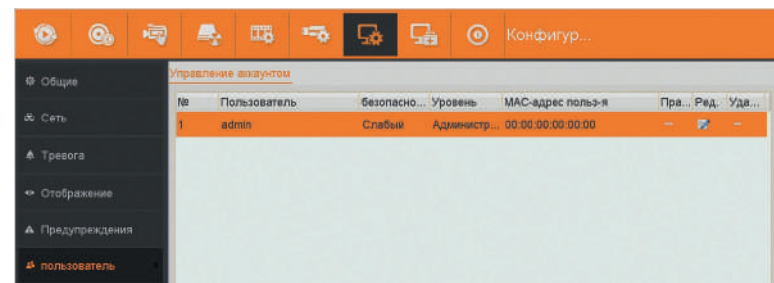 Конфигур...
Общие
Сеть
Тревога
Отображение
Предупреждения
пользователь
Управление аккаунтом
№ Пользователь безопасно... Уровень MAC-адрес польз-я Пра... Ред. Уда...
1 admin Слабый Администр... 00:00:00:00:00:00 — —